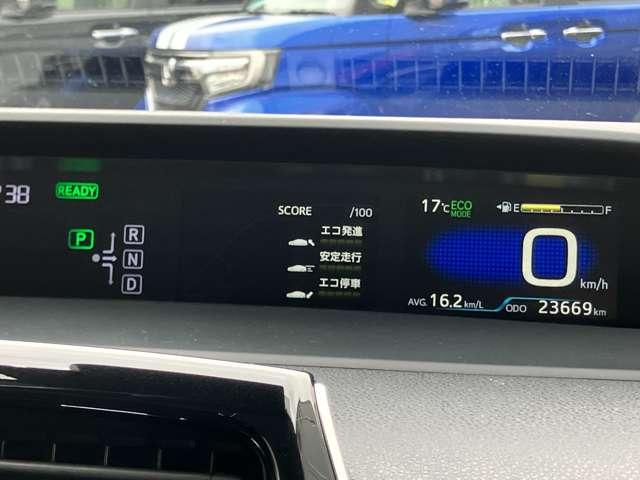 38
READY
P
R
N
D
SCORE /100
エコ発進
安定走行
エコ停車
17℃ ECO MODE
E F
0 km/h
AVG. 16.2 km/L
ODO 23669 km